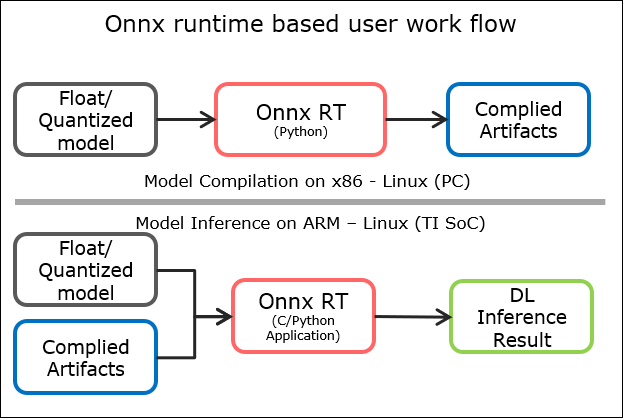 Onnx runtime based user work flow
Float/
Quantized
model
Onnx RT
(Python)
Complied
Artifacts
Model Compilation on x86 - Linux (PC)
Model Inference on ARM – Linux (TI SoC)
Float/
Quantized
model
Complied
Artifacts
Onnx RT
(C/Python
Application)
DL
Inference
Result